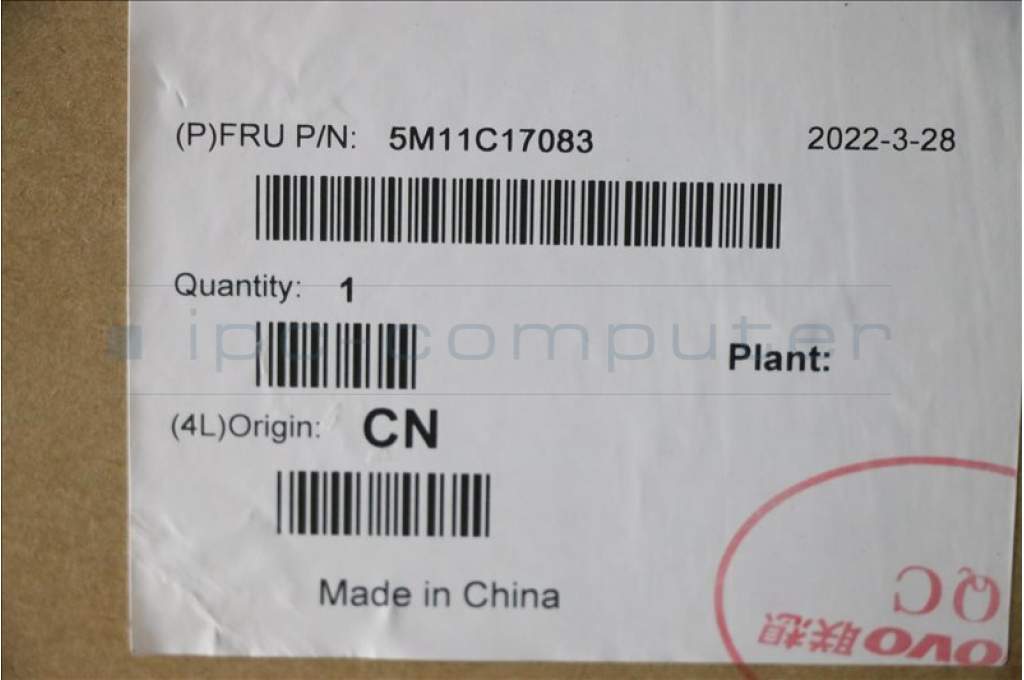 (P)FRU P/N: 5M11C17083 2022-3-28
Quantity: 1
ipc-computer
Plant:
(4L)Origin: CN
Made in China
QC
联想